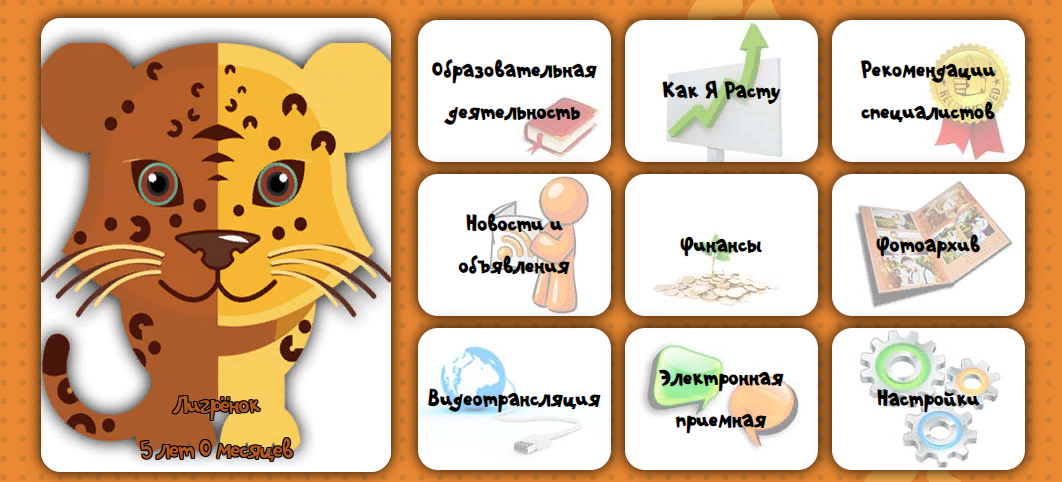 Лигрёнок
5 лет 0 месяцев
Образовательная
деятельность
Как Я Расту
Рекомендации
специалистов
Новости и
объявления
Финансы
Фотоархив
Видеотрансляция
Электронная
приемная
Настройки